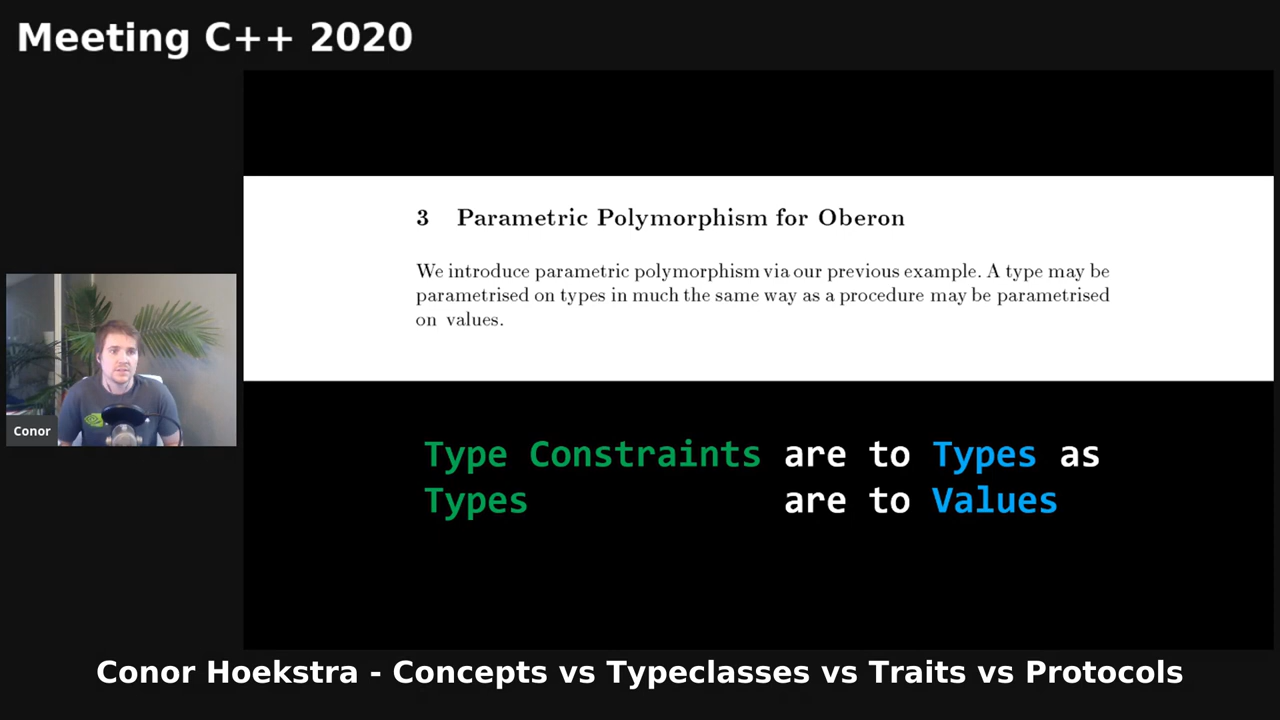 Meeting C++ 2020
3 Parametric Polymorphism for Oberon
We introduce parametric polymorphism via our previous example. A type may be
parametrised on types in much the same way as a procedure may be parametrised
on values.
Conor
Type Constraints are to Types as
Types are to Values
Conor Hoekstra - Concepts vs Typeclasses vs Traits vs Protocols